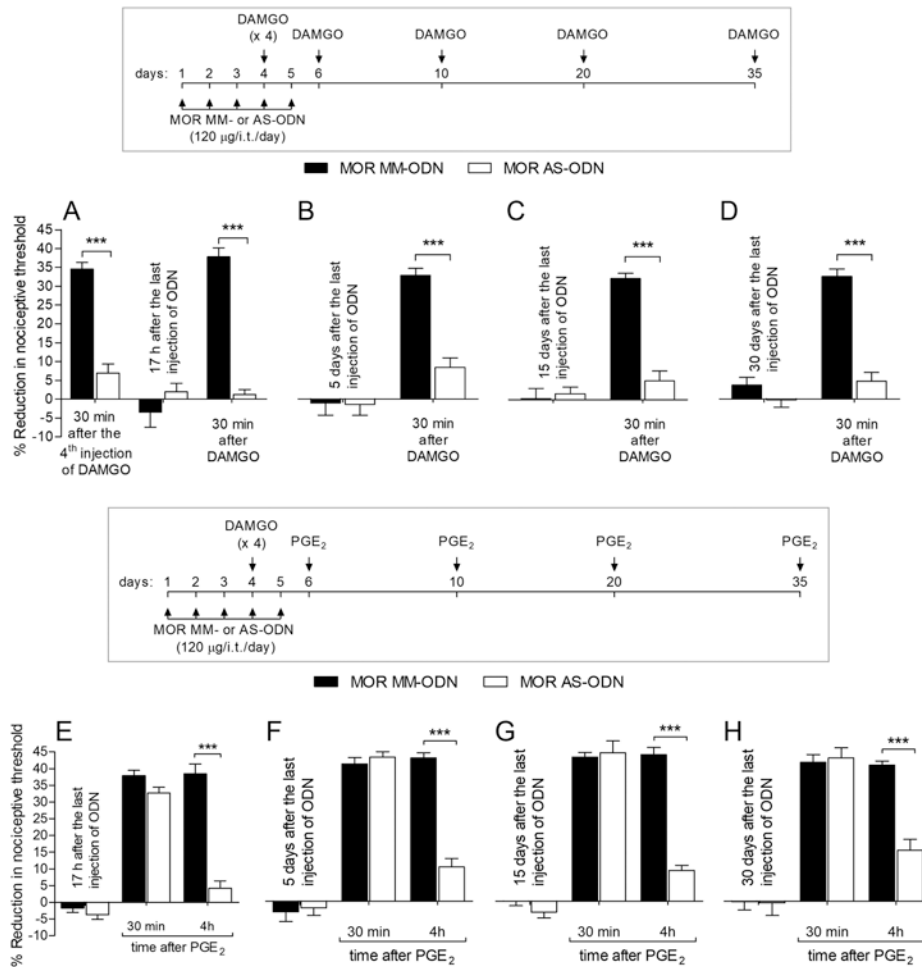 DAMGO
(x 4) DAMGO DAMGO DAMGO DAMGO
days: 1 2 3 4 5 6 10 20 35
MOR MM- or AS-ODN
(120 μg/i.t./day)
MOR MM-ODN MOR AS-ODN
A B C D
% Reduction in nociceptive threshold
45
40
35
30
25
20
15
10
5
0
-5
-10
***
17 h after the last
injection of ODN
***
30 min
after the
4th injection
of DAMGO
30 min
after
DAMGO
5 days after the last
injection of ODN
***
30 min
after
DAMGO
15 days after the last
injection of ODN
***
30 min
after
DAMGO
30 days after the last
injection of ODN
***
30 min
after
DAMGO
DAMGO
(x 4) PGE2 PGE2 PGE2 PGE2
days: 1 2 3 4 5 6 10 20 35
MOR MM- or AS-ODN
(120 μg/i.t./day)
MOR MM-ODN MOR AS-ODN
E F G H
% Reduction in nociceptive threshold
45
40
35
30
25
20
15
10
5
0
-5
-10
17 h after the last
injection of ODN
***
30 min 4h
time after PGE2
5 days after the last
injection of ODN
***
30 min 4h
time after PGE2
15 days after the last
injection of ODN
***
30 min 4h
time after PGE2
30 days after the last
injection of ODN
***
30 min 4h
time after PGE2